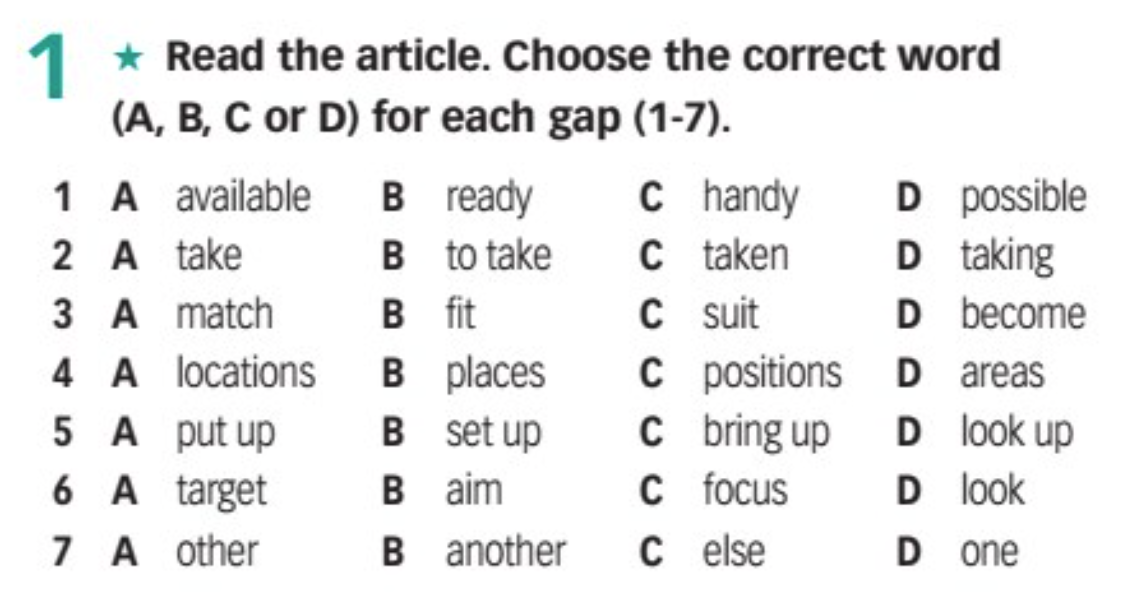 1 ★ Read the article. Choose the correct word
(A, B, C or D) for each gap (1-7).
1 A available B ready C handy D possible
2 A take B to take C taken D taking
3 A match B fit C suit D become
4 A locations B places C positions D areas
5 A put up B set up C bring up D look up
6 A target B aim C focus D look
7 A other B another C else D one